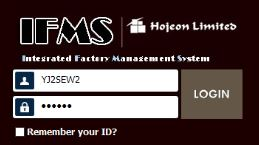 IFMS Hojeon Limited
Integrated Factory Management System
YJ2SEW2
••••••
LOGIN
Remember your ID?